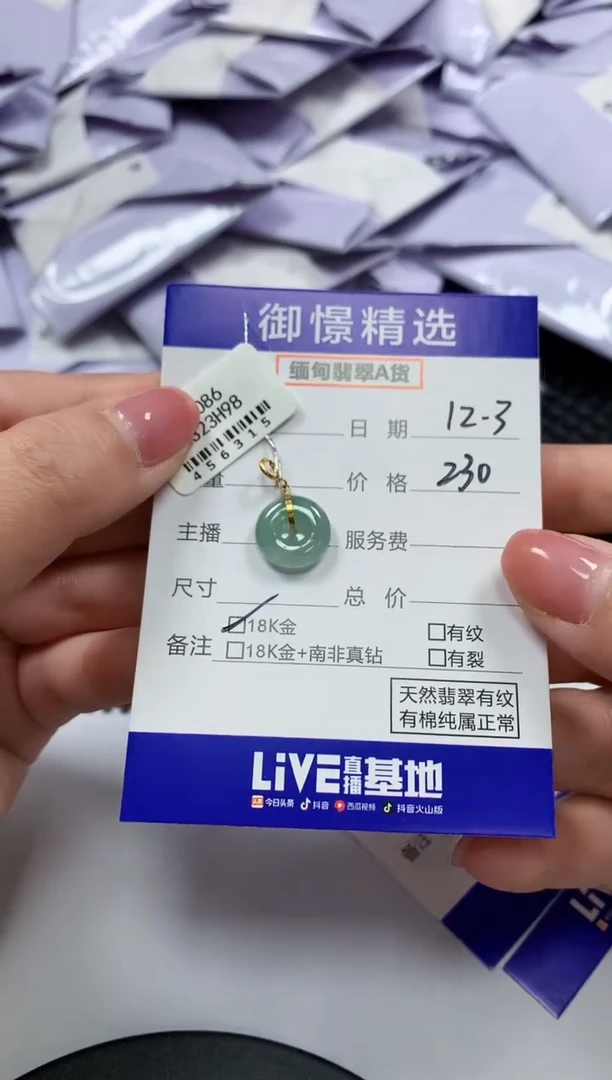 御憬精选
缅甸翡翠A货
086
S23H98
456315
日期 12-3
量 价格 230
主播 服务费
尺寸 总价
备注 18K金 有纹
18K金+南非真钻 有裂
天然翡翠有纹
有棉纯属正常
LiVE直播基地
头条 今日头条 抖音 西瓜视频 抖音火山版